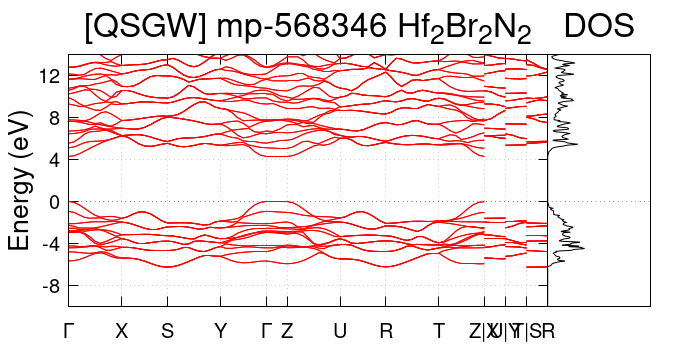 [QSGW] mp-568346 Hf2Br2N2 DOS
Energy (eV)
12
8
4
0
-4
-8
Γ X S Y Γ Z U R T Z|X U|Y T|S R